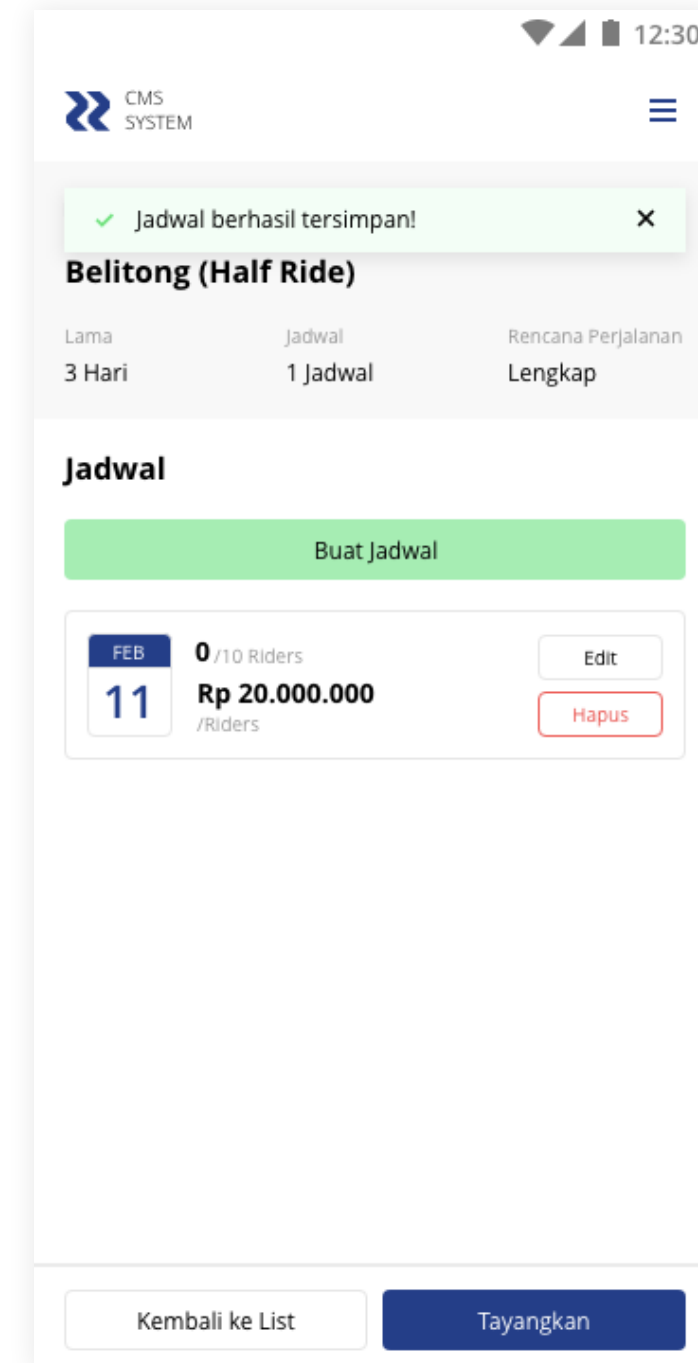 12:30
CMS
SYSTEM
Jadwal berhasil tersimpan!
Belitong (Half Ride)
Lama Jadwal Rencana Perjalanan
3 Hari 1 Jadwal Lengkap
Jadwal
Buat Jadwal
FEB
11
0 /10 Riders
Rp 20.000.000
/Riders
Edit
Hapus
Kembali ke List Tayangkan